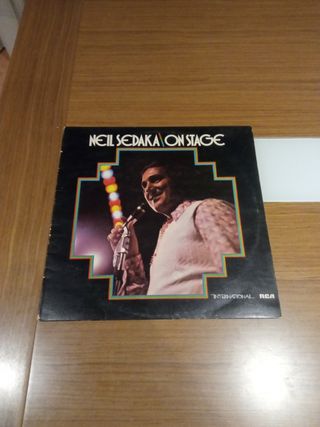 NEIL SEDAKA ON STAGE
"INTERNATIONAL" RCA